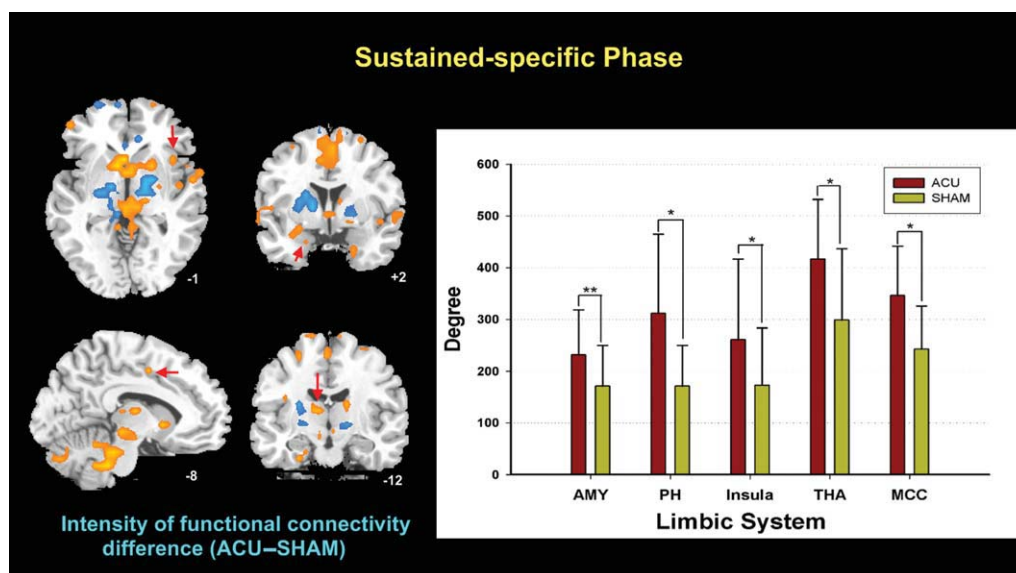 Sustained-specific Phase
-1
+2
-8
-12
Intensity of functional connectivity
difference (ACU–SHAM)
600
500
400
300
200
100
0
Degree
ACU
SHAM
**
*
*
*
*
AMY
PH
Insula
THA
MCC
Limbic System